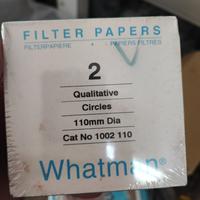 FILTER PAPERS
FILTERPAPIERE PAPIERS FILTRES
2
Qualitative
Circles
110mm Dia
Cat No 1002 110
Whatman®